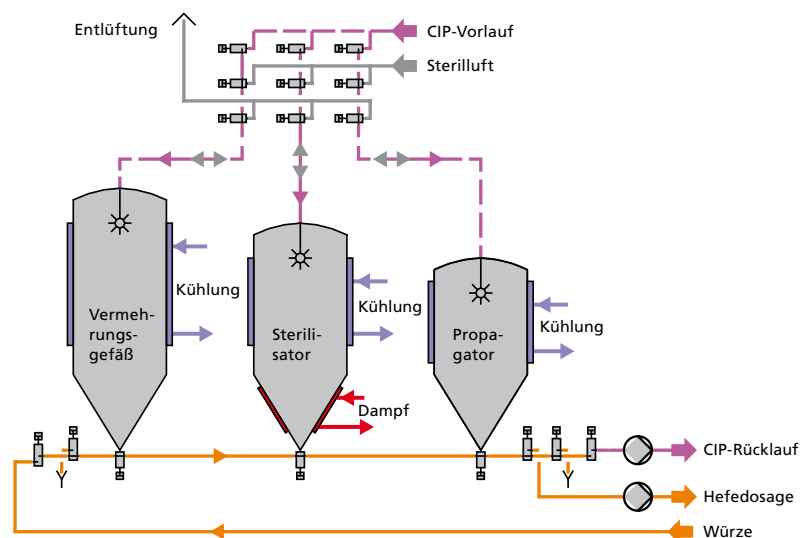 Entlüftung
CIP-Vorlauf
Sterilluft
Kühlung
Vermeh-
rungs-
gefäß
Kühlung
Sterili-
sator
Kühlung
Propa-
gator
Dampf
CIP-Rücklauf
Hefedosage
Würze